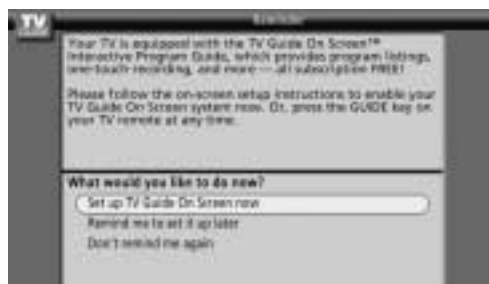 TV
Reminder
Your TV is equipped with the TV Guide On Screen™
Interactive Program Guide, which provides program listings,
one-touch recording, and more -- all subscription FREE!
Please follow the on-screen setup instructions to enable your
TV Guide On Screen system now. Or, press the GUIDE key on
your TV remote at any time.
What would you like to do now?
Set up TV Guide On Screen now
Remind me to set it up later
Don't remind me again